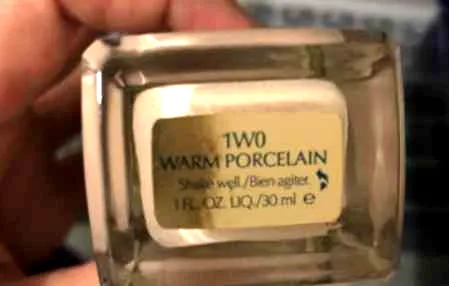 1W0
WARM PORCELAIN
Shake well./Bien agiter.
1 FL. OZ. LIQ./30 ml e